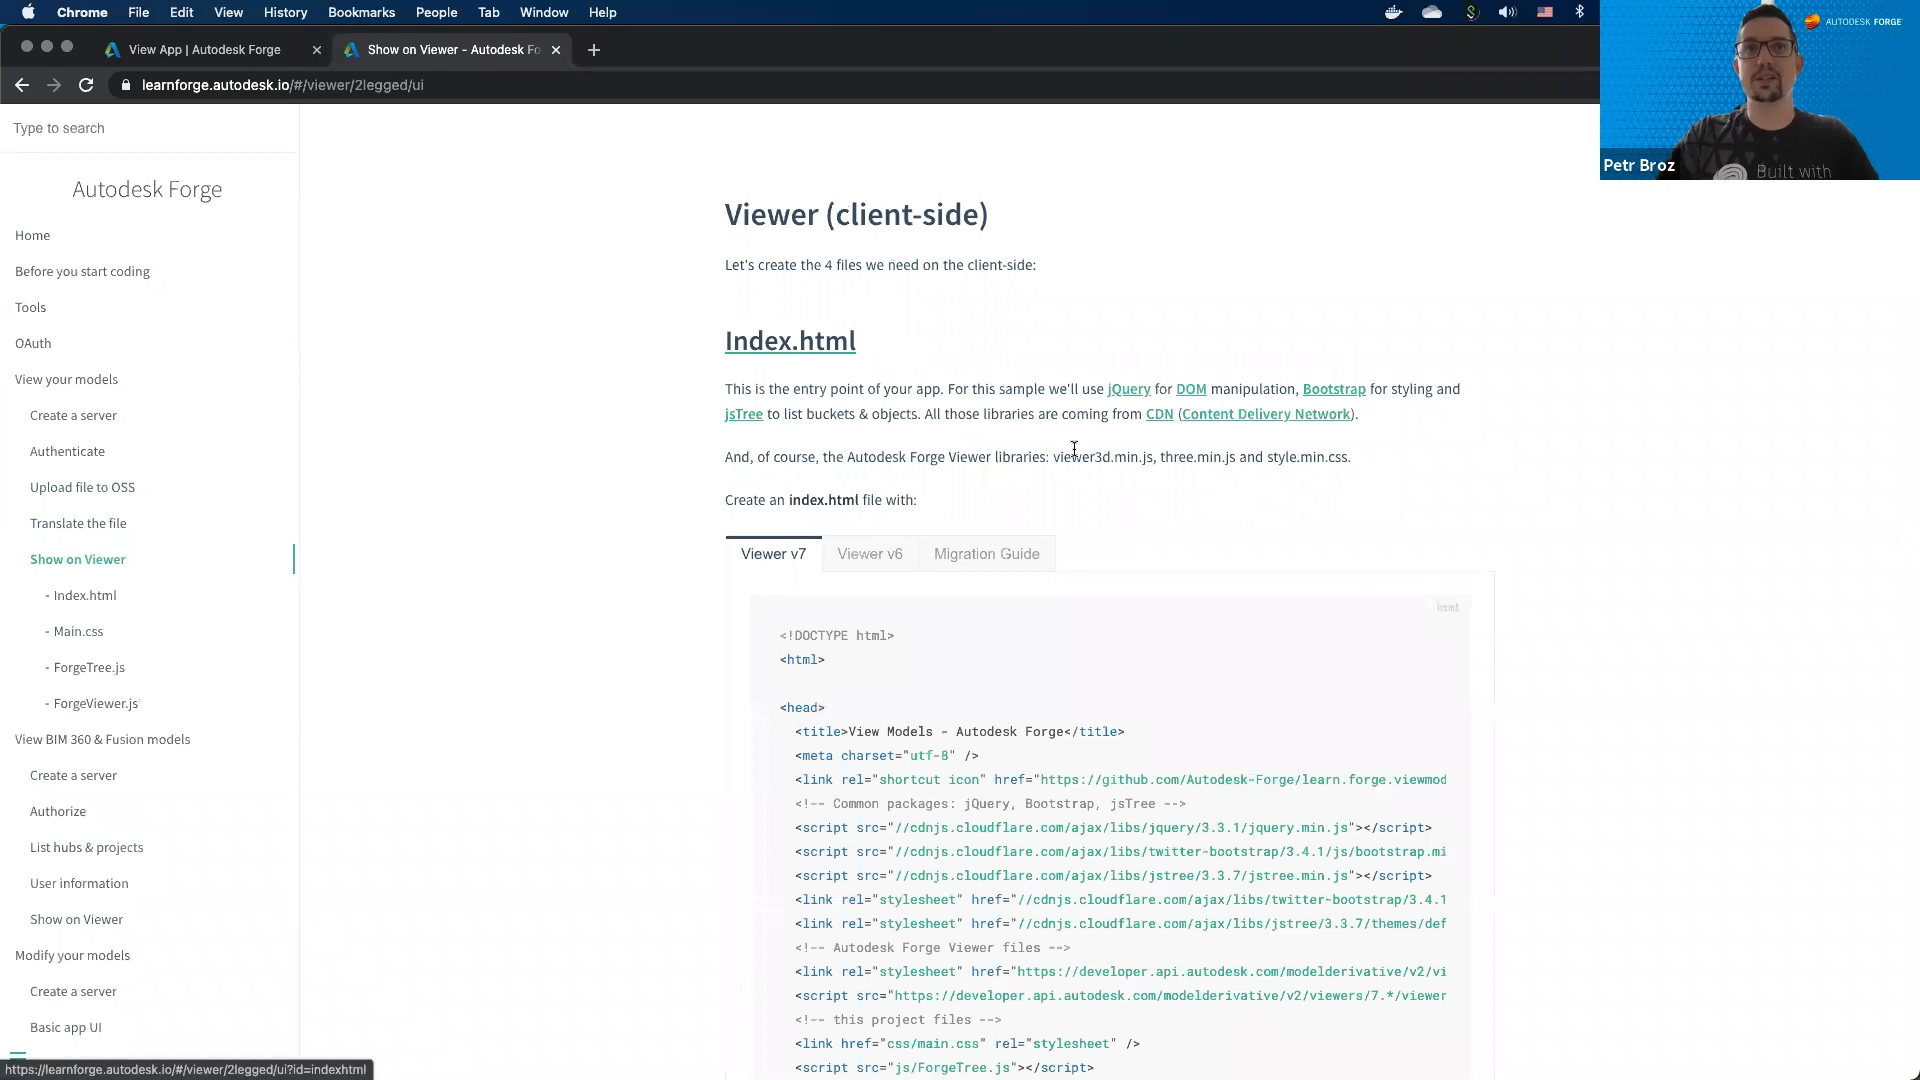 Chrome File Edit View History Bookmarks People Tab Window Help
AUTODESK FORGE
View App | Autodesk Forge
Show on Viewer - Autodesk Fo
learnforge.autodesk.io/#/viewer/2legged/ui
Petr Broz
Built with
Type to search
Autodesk Forge
Home
Before you start coding
Tools
OAuth
View your models
Create a server
Authenticate
Upload file to OSS
Translate the file
Show on Viewer
- Index.html
- Main.css
- ForgeTree.js
- ForgeViewer.js
View BIM 360 & Fusion models
Create a server
Authorize
List hubs & projects
User information
Show on Viewer
Modify your models
Create a server
Basic app UI
https://learnforge.autodesk.io/#/viewer/2legged/ui?id=indexhtml
Viewer (client-side)
Let's create the 4 files we need on the client-side:
Index.html
This is the entry point of your app. For this sample we'll use jQuery for DOM manipulation, Bootstrap for styling and
jsTree to list buckets & objects. All those libraries are coming from CDN (Content Delivery Network).
And, of course, the Autodesk Forge Viewer libraries: viewer3d.min.js, three.min.js and style.min.css.
Create an index.html file with:
Viewer v7 Viewer v6 Migration Guide
html
<!DOCTYPE html>
<html>
<head>
<title>View Models - Autodesk Forge</title>
<meta charset="utf-8" />
<link rel="shortcut icon" href="https://github.com/Autodesk-Forge/learn.forge.viewmod
<!-- Common packages: jQuery, Bootstrap, jsTree -->
<script src="//cdnjs.cloudflare.com/ajax/libs/jquery/3.3.1/jquery.min.js"></script>
<script src="//cdnjs.cloudflare.com/ajax/libs/twitter-bootstrap/3.4.1/js/bootstrap.mi
<script src="//cdnjs.cloudflare.com/ajax/libs/jstree/3.3.7/jstree.min.js"></script>
<link rel="stylesheet" href="//cdnjs.cloudflare.com/ajax/libs/twitter-bootstrap/3.4.1
<link rel="stylesheet" href="//cdnjs.cloudflare.com/ajax/libs/jstree/3.3.7/themes/def
<!-- Autodesk Forge Viewer files -->
<link rel="stylesheet" href="https://developer.api.autodesk.com/modelderivative/v2/vi
<script src="https://developer.api.autodesk.com/modelderivative/v2/viewers/7.*/viewer
<!-- this project files -->
<link href="css/main.css" rel="stylesheet" />
<script src="js/ForgeTree.js"></script>